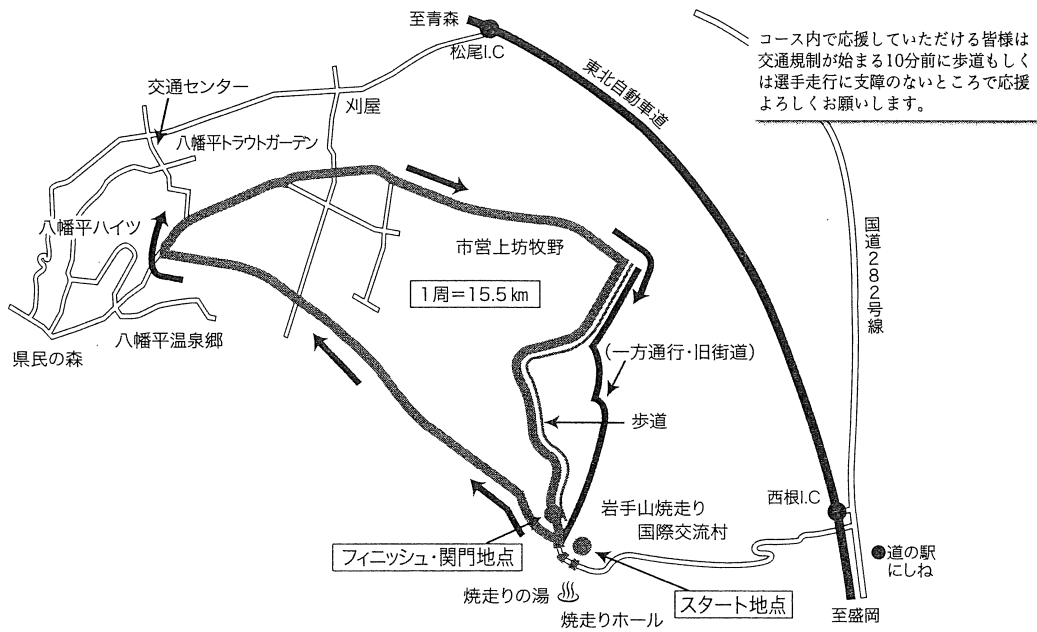 至青森
松尾I.C
コース内で応援していただける皆様は
交通規制が始まる10分前に歩道もしく
は選手走行に支障のないところで応援
よろしくお願いします。
東北自動車道
交通センター
刈屋
八幡平トラウトガーデン
八幡平ハイツ
市営上坊牧野
国道282号線
1周=15.5㎞
八幡平温泉郷
県民の森
(一方通行・旧街道)
歩道
西根I.C
岩手山焼走り
国際交流村
フィニッシュ・関門地点
道の駅
にしね
焼走りの湯
スタート地点
焼走りホール
至盛岡